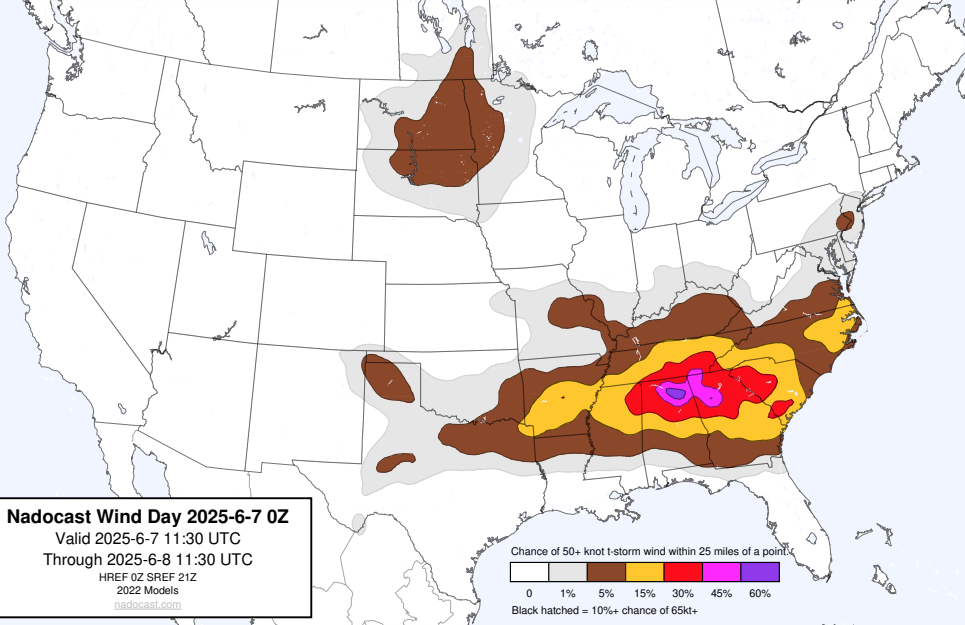 Nadocast Wind Day 2025-6-7 0Z
Valid 2025-6-7 11:30 UTC
Through 2025-6-8 11:30 UTC
HREF 0Z SREF 21Z
2022 Models
nadocast.com
Chance of 50+ knot t-storm wind within 25 miles of a point.
0 1% 5% 15% 30% 45% 60%
Black hatched = 10%+ chance of 65kt+